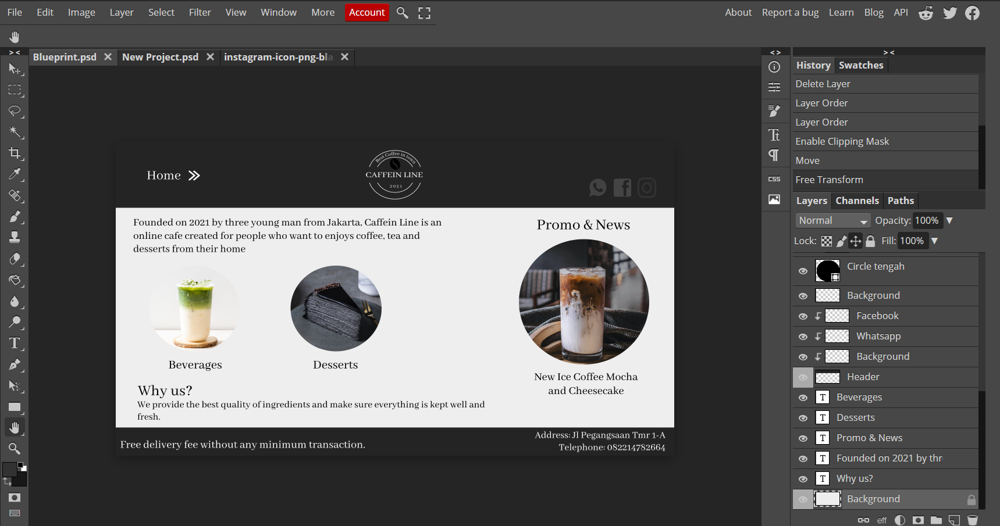 File Edit Image Layer Select Filter View Window More Account
About Report a bug Learn Blog API
> <
Blueprint.psd New Project.psd instagram-icon-png-bla
< >
> <
History Swatches
Delete Layer
Layer Order
Layer Order
Enable Clipping Mask
Move
Free Transform
Layers Channels Paths
Normal Opacity: 100%
Lock: Fill: 100%
Circle tengah
Background
Facebook
Whatsapp
Background
Header
T Beverages
T Desserts
T Promo & News
T Founded on 2021 by thr
T Why us?
Background
eff
CSS
Home
Best Coffee in town
CAFFEIN LINE
2021
Founded on 2021 by three young man from Jakarta, Caffein Line is an
online cafe created for people who want to enjoys coffee, tea and
desserts from their home
Beverages
Desserts
Why us?
We provide the best quality of ingredients and make sure everything is kept well and
fresh.
Promo & News
New Ice Coffee Mocha
and Cheesecake
Free delivery fee without any minimum transaction.
Address: Jl Pegangsaan Tmr 1-A
Telephone: 082214782664